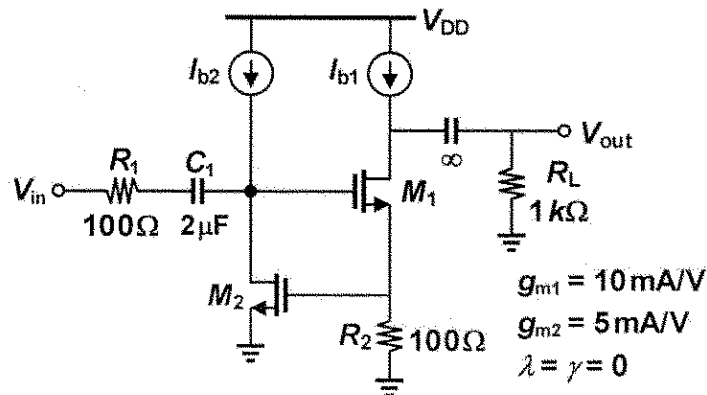 V_DD
I_b2
I_b1
V_out
∞
R_1
C_1
V_in
100Ω
2μF
M_1
R_L
1kΩ
M_2
R_2
100Ω
g_m1 = 10 mA/V
g_m2 = 5 mA/V
λ = γ = 0